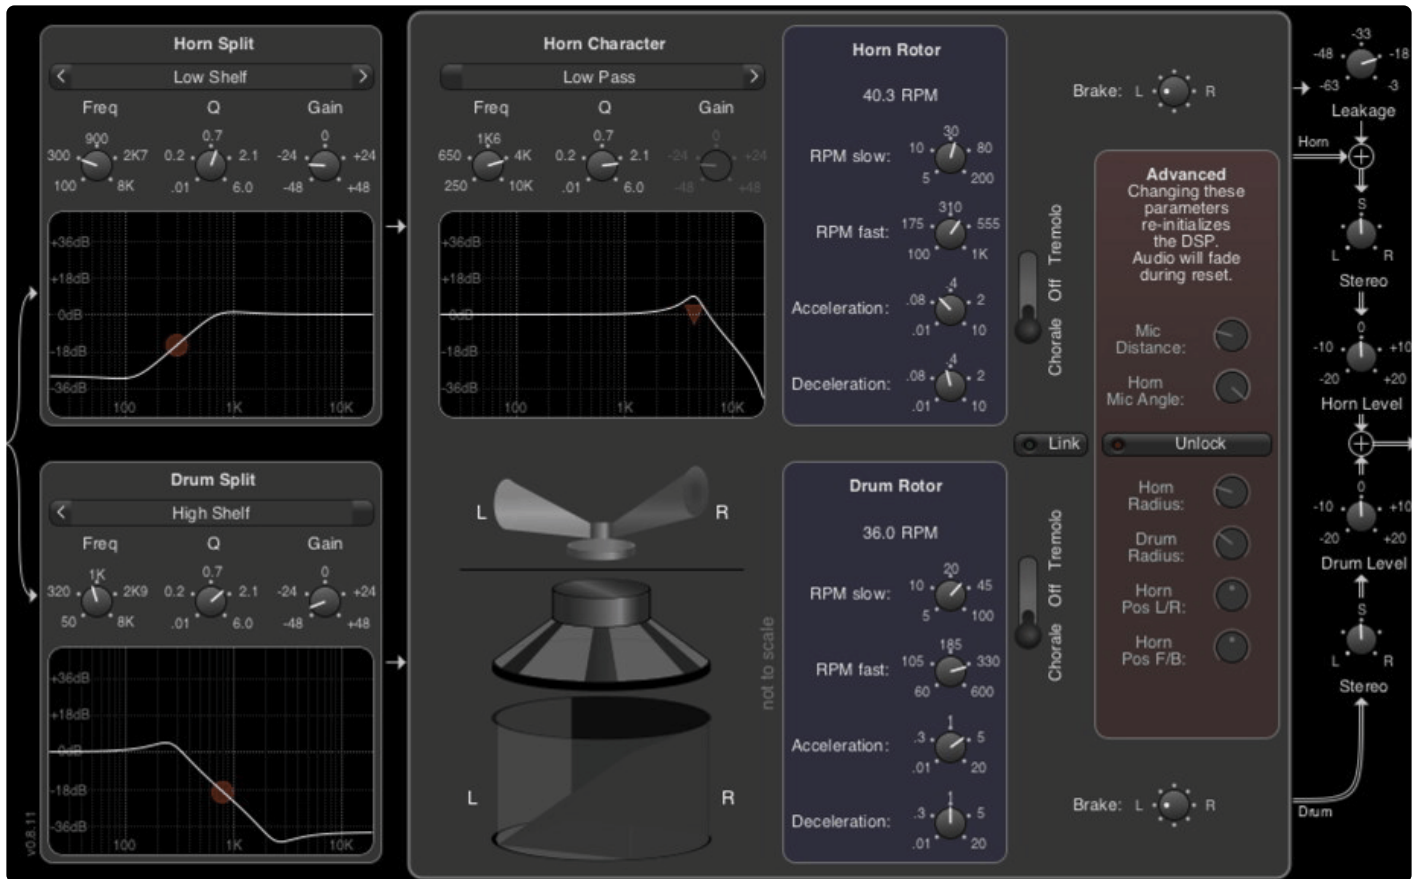 Horn Split
< Low Shelf >
Freq Q Gain
900 0.7 0
300 2K7 0.2 2.1 -24 +24
100 8K .01 6.0 -48 +48
+36dB
+18dB
0dB
-18dB
-36dB
100 1K 10K
Drum Split
< High Shelf
Freq Q Gain
1K 0.7 0
320 2K9 0.2 2.1 -24 +24
50 8K .01 6.0 -48 +48
+36dB
+18dB
0dB
-18dB
-36dB
100 1K 10K
v0.8.11
Horn Character
Low Pass >
Freq Q Gain
1K6 0.7 0
650 4K 0.2 2.1 -24 +24
250 10K .01 6.0 -48 +48
+36dB
+18dB
0dB
-18dB
-36dB
100 1K 10K
L R
L R
not to scale
Horn Rotor
40.3 RPM
30
RPM slow: 10 80
5 200
310
RPM fast: 175 555
100 1K
.4
Acceleration: .08 2
.01 10
.4
Deceleration: .08 2
.01 10
Drum Rotor
36.0 RPM
20
RPM slow: 10 45
5 100
185
RPM fast: 105 330
60 600
1
Acceleration: .3 5
.01 20
1
Deceleration: .3 5
.01 20
Brake: L R
Chorale Off Tremolo
Link
Chorale Off Tremolo
Brake: L R
Advanced
Changing these
parameters
re-initializes
the DSP.
Audio will fade
during reset.
Mic
Distance:
Horn
Mic Angle:
Unlock
Horn
Radius:
Drum
Radius:
Horn
Pos L/R:
Horn
Pos F/B:
-33
-48 -18
-63 -3
Leakage
Horn
S
L R
Stereo
0
-10 +10
-20 +20
Horn Level
0
-10 +10
-20 +20
Drum Level
S
L R
Stereo
Drum